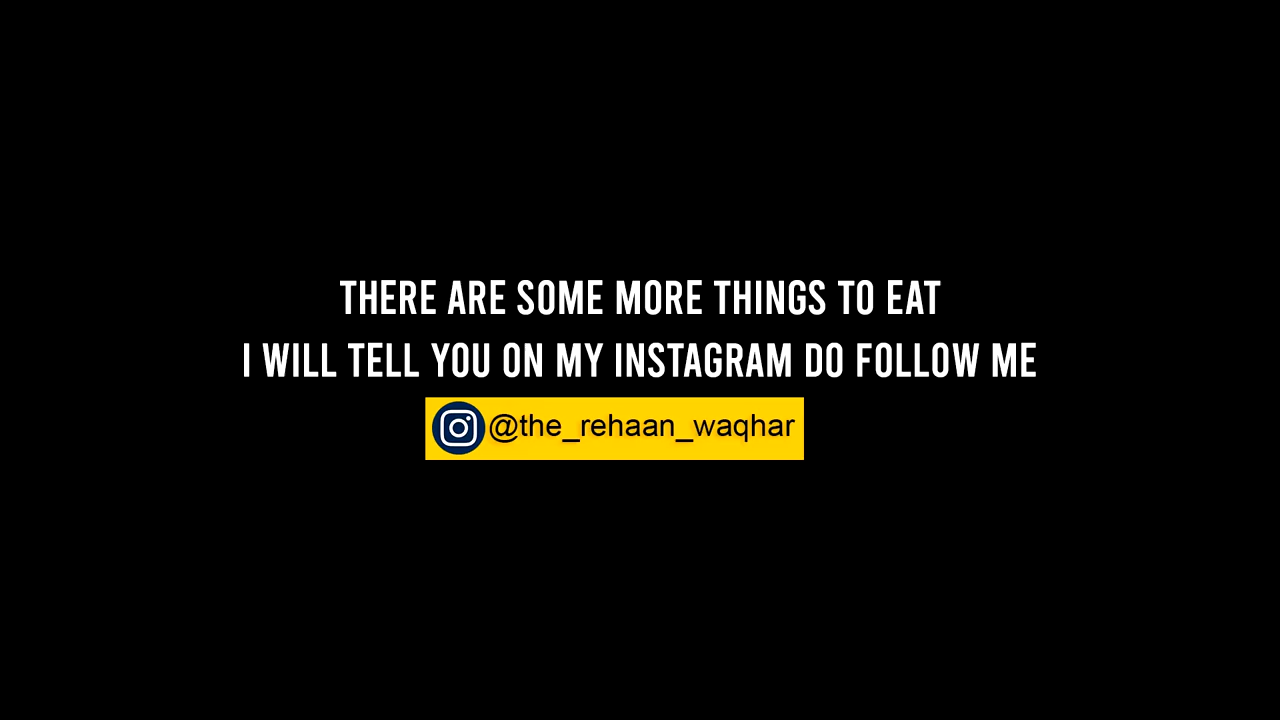 THERE ARE SOME MORE THINGS TO EAT
I WILL TELL YOU ON MY INSTAGRAM DO FOLLOW ME
@the_rehaan_waqhar